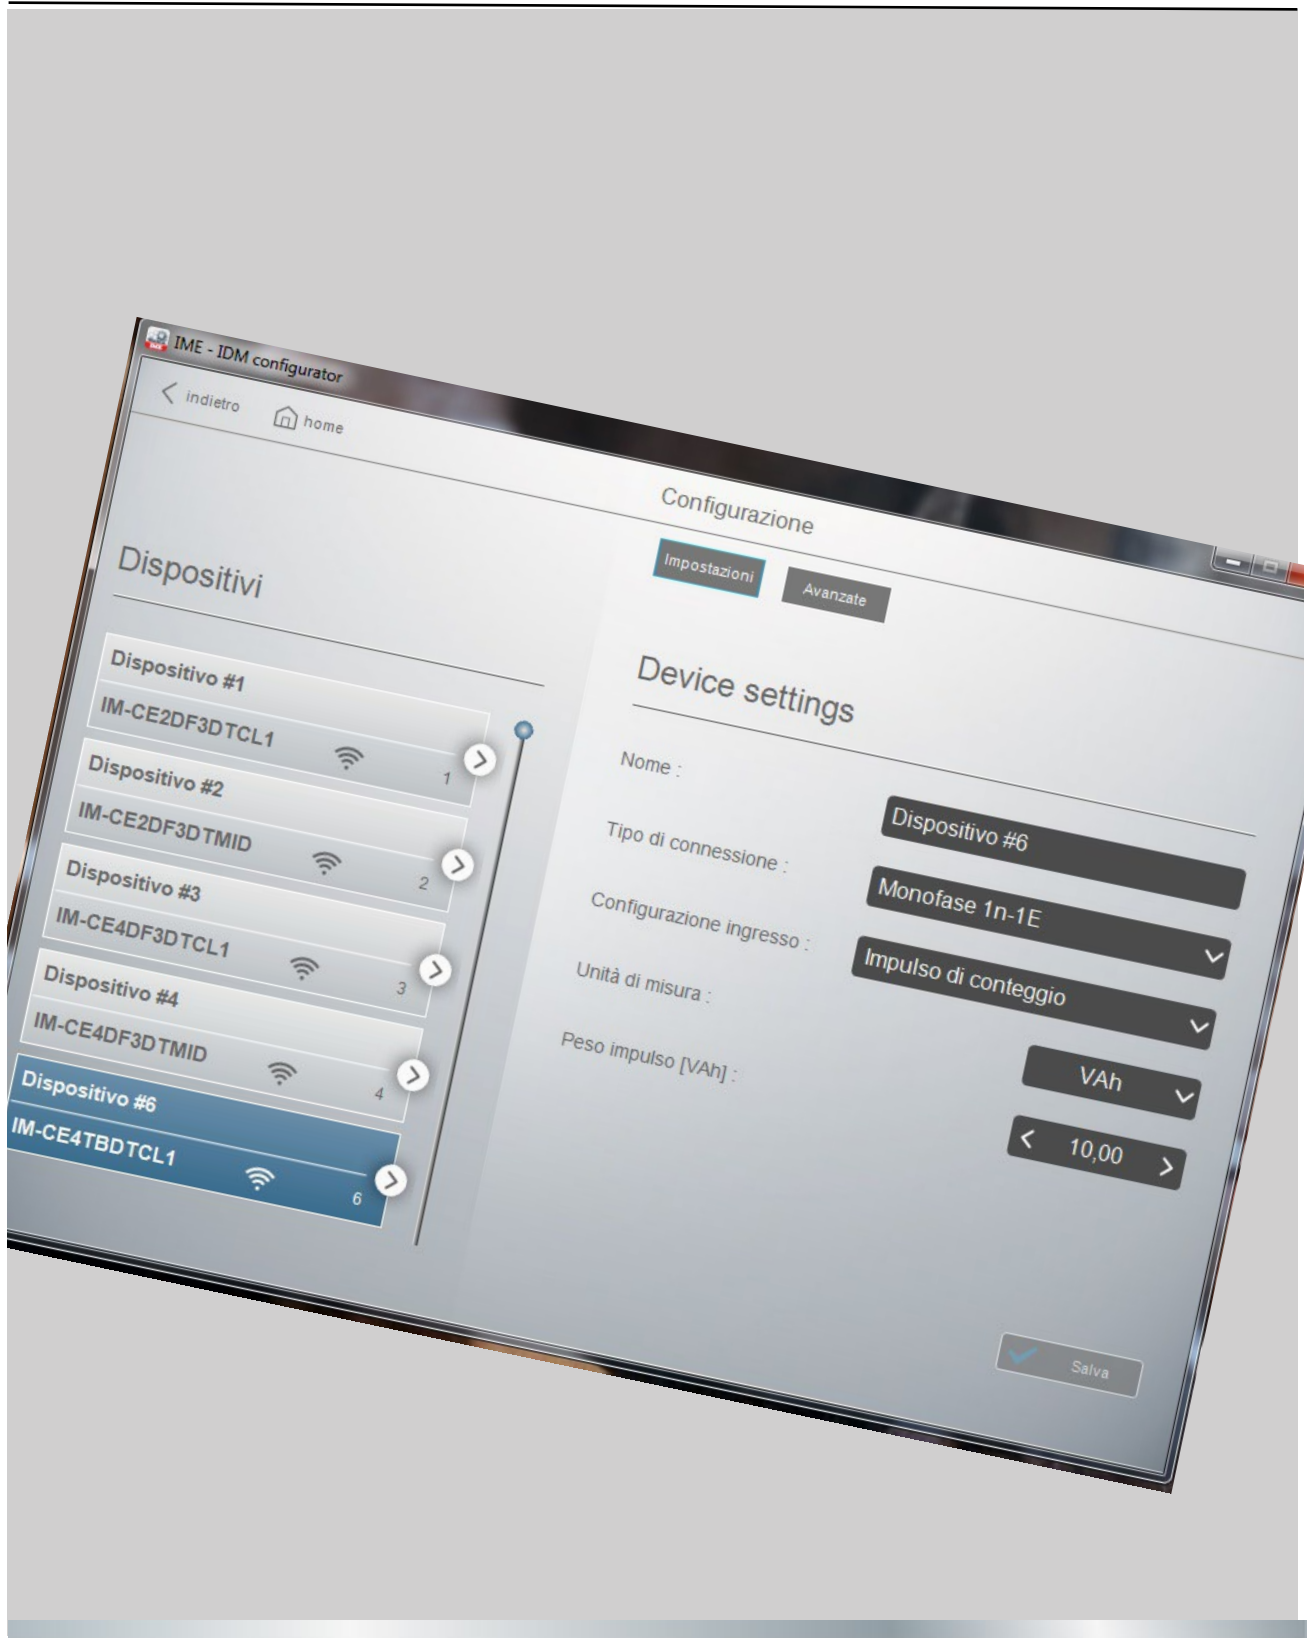 IME - IDM configurator
indietro
home
Configurazione
Impostazioni
Avanzate
Dispositivi
Dispositivo #1
IM-CE2DF3DTCL1
1
Dispositivo #2
IM-CE2DF3DTMID
2
Dispositivo #3
IM-CE4DF3DTCL1
3
Dispositivo #4
IM-CE4DF3DTMID
4
Dispositivo #6
IM-CE4TBDTCL1
6
Device settings
Nome :
Dispositivo #6
Tipo di connessione :
Monofase 1n-1E
Configurazione ingresso :
Impulso di conteggio
Unità di misura :
VAh
Peso impulso [VAh] :
10,00
Salva